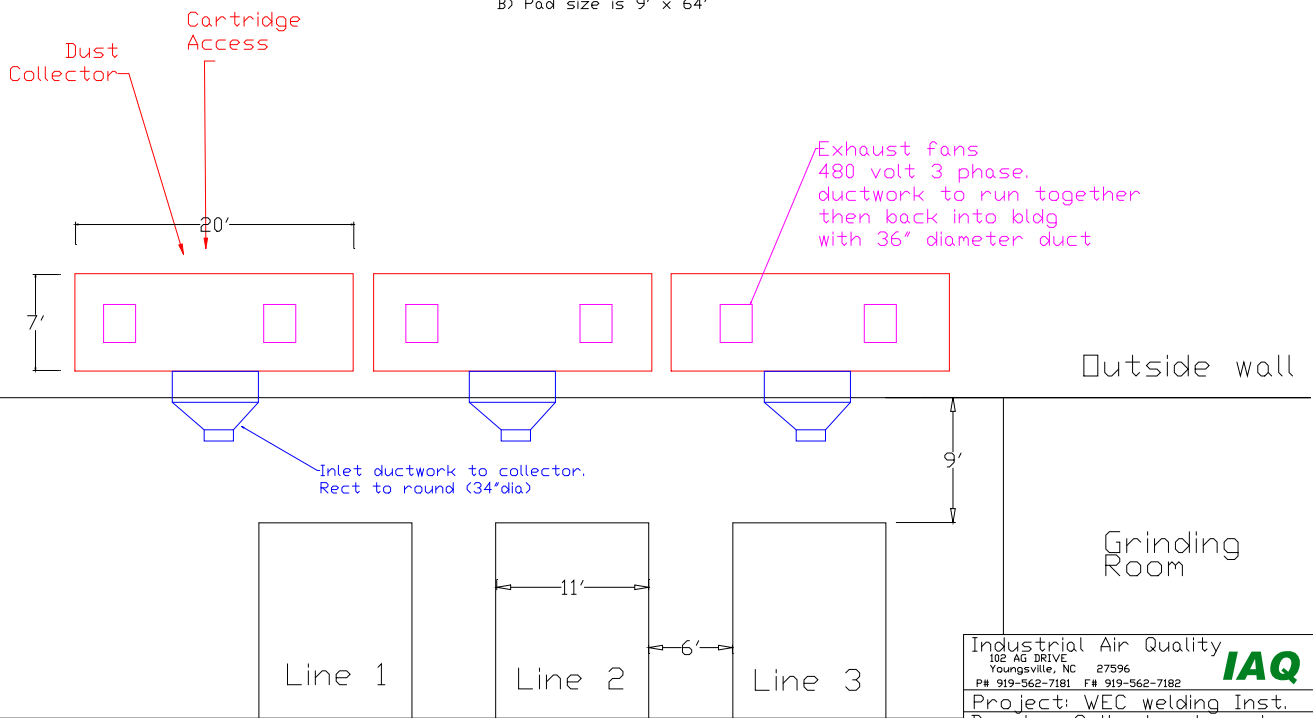 B) Pad size is 9' x 64'
Cartridge
Access
Dust
Collector
Exhaust fans
480 volt 3 phase.
ductwork to run together
then back into bldg
with 36" diameter duct
20'
7'
Outside wall
9'
Inlet ductwork to collector.
Rect to round (34"dia)
Grinding
Room
11'
6'
Line 1
Line 2
Line 3
Industrial Air Quality
102 AG DRIVE
Youngsville, NC 27596
P# 919-562-7181 F# 919-562-7182
IAQ
Project: WEC welding Inst.